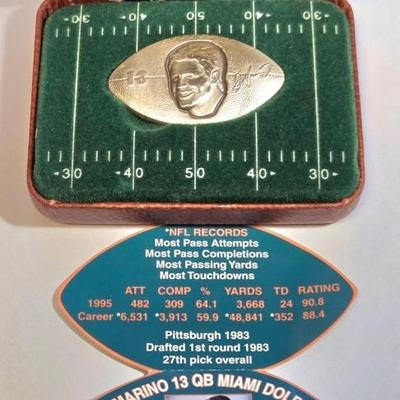 30 40 50 40 30
13
30 40 50 40 30
*NFL RECORDS
Most Pass Attempts
Most Pass Completions
Most Passing Yards
Most Touchdowns
ATT COMP % YARDS TD RATING
1995 482 309 64.1 3,668 24 90.8
Career *6,531 *3,913 59.9 *48,841 *352 88.4
Pittsburgh 1983
Drafted 1st round 1983
27th pick overall
MARINO 13 QB MIAMI DOL